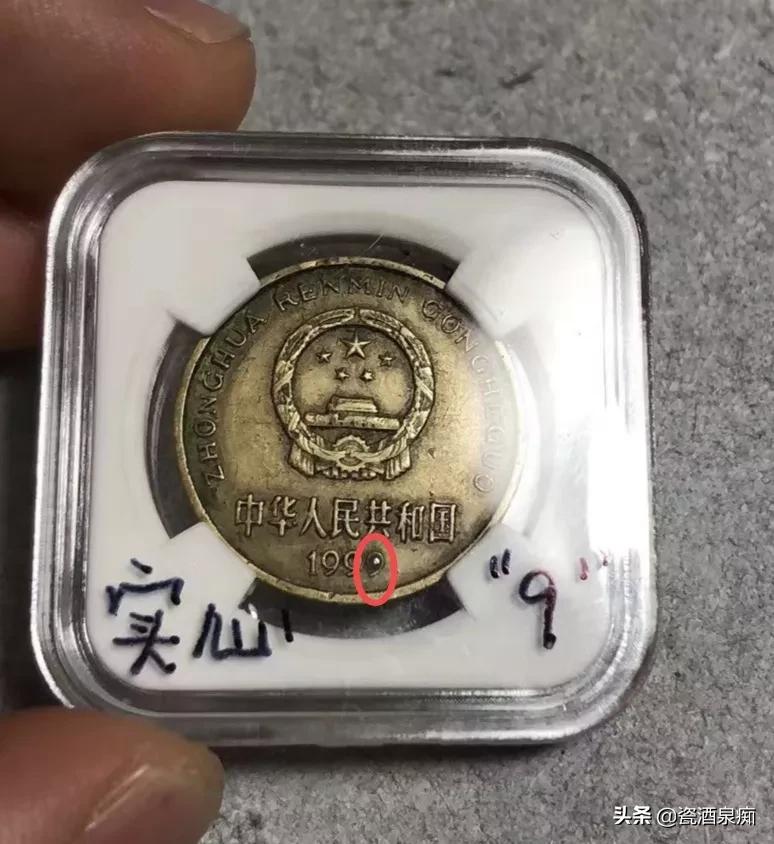 ZHONGHUA RENMIN GONGHEGUO
中华人民共和国
1999
实心
"9"
头条 @瓷酒泉痴